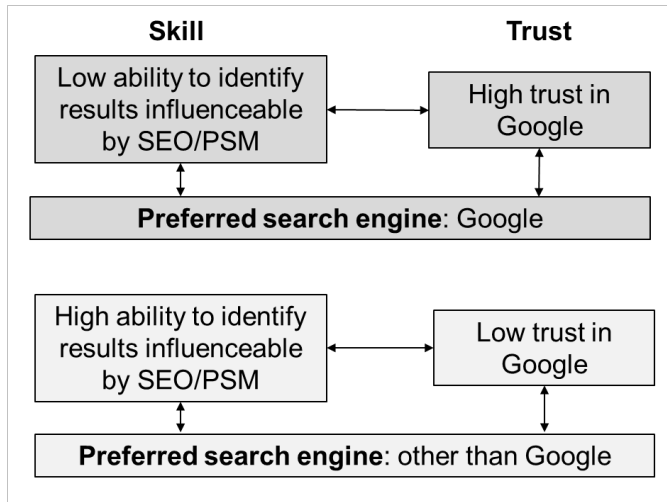 Skill
Trust
Low ability to identify
results influenceable
by SEO/PSM
High trust in
Google
Preferred search engine: Google
High ability to identify
results influenceable
by SEO/PSM
Low trust in
Google
Preferred search engine: other than Google